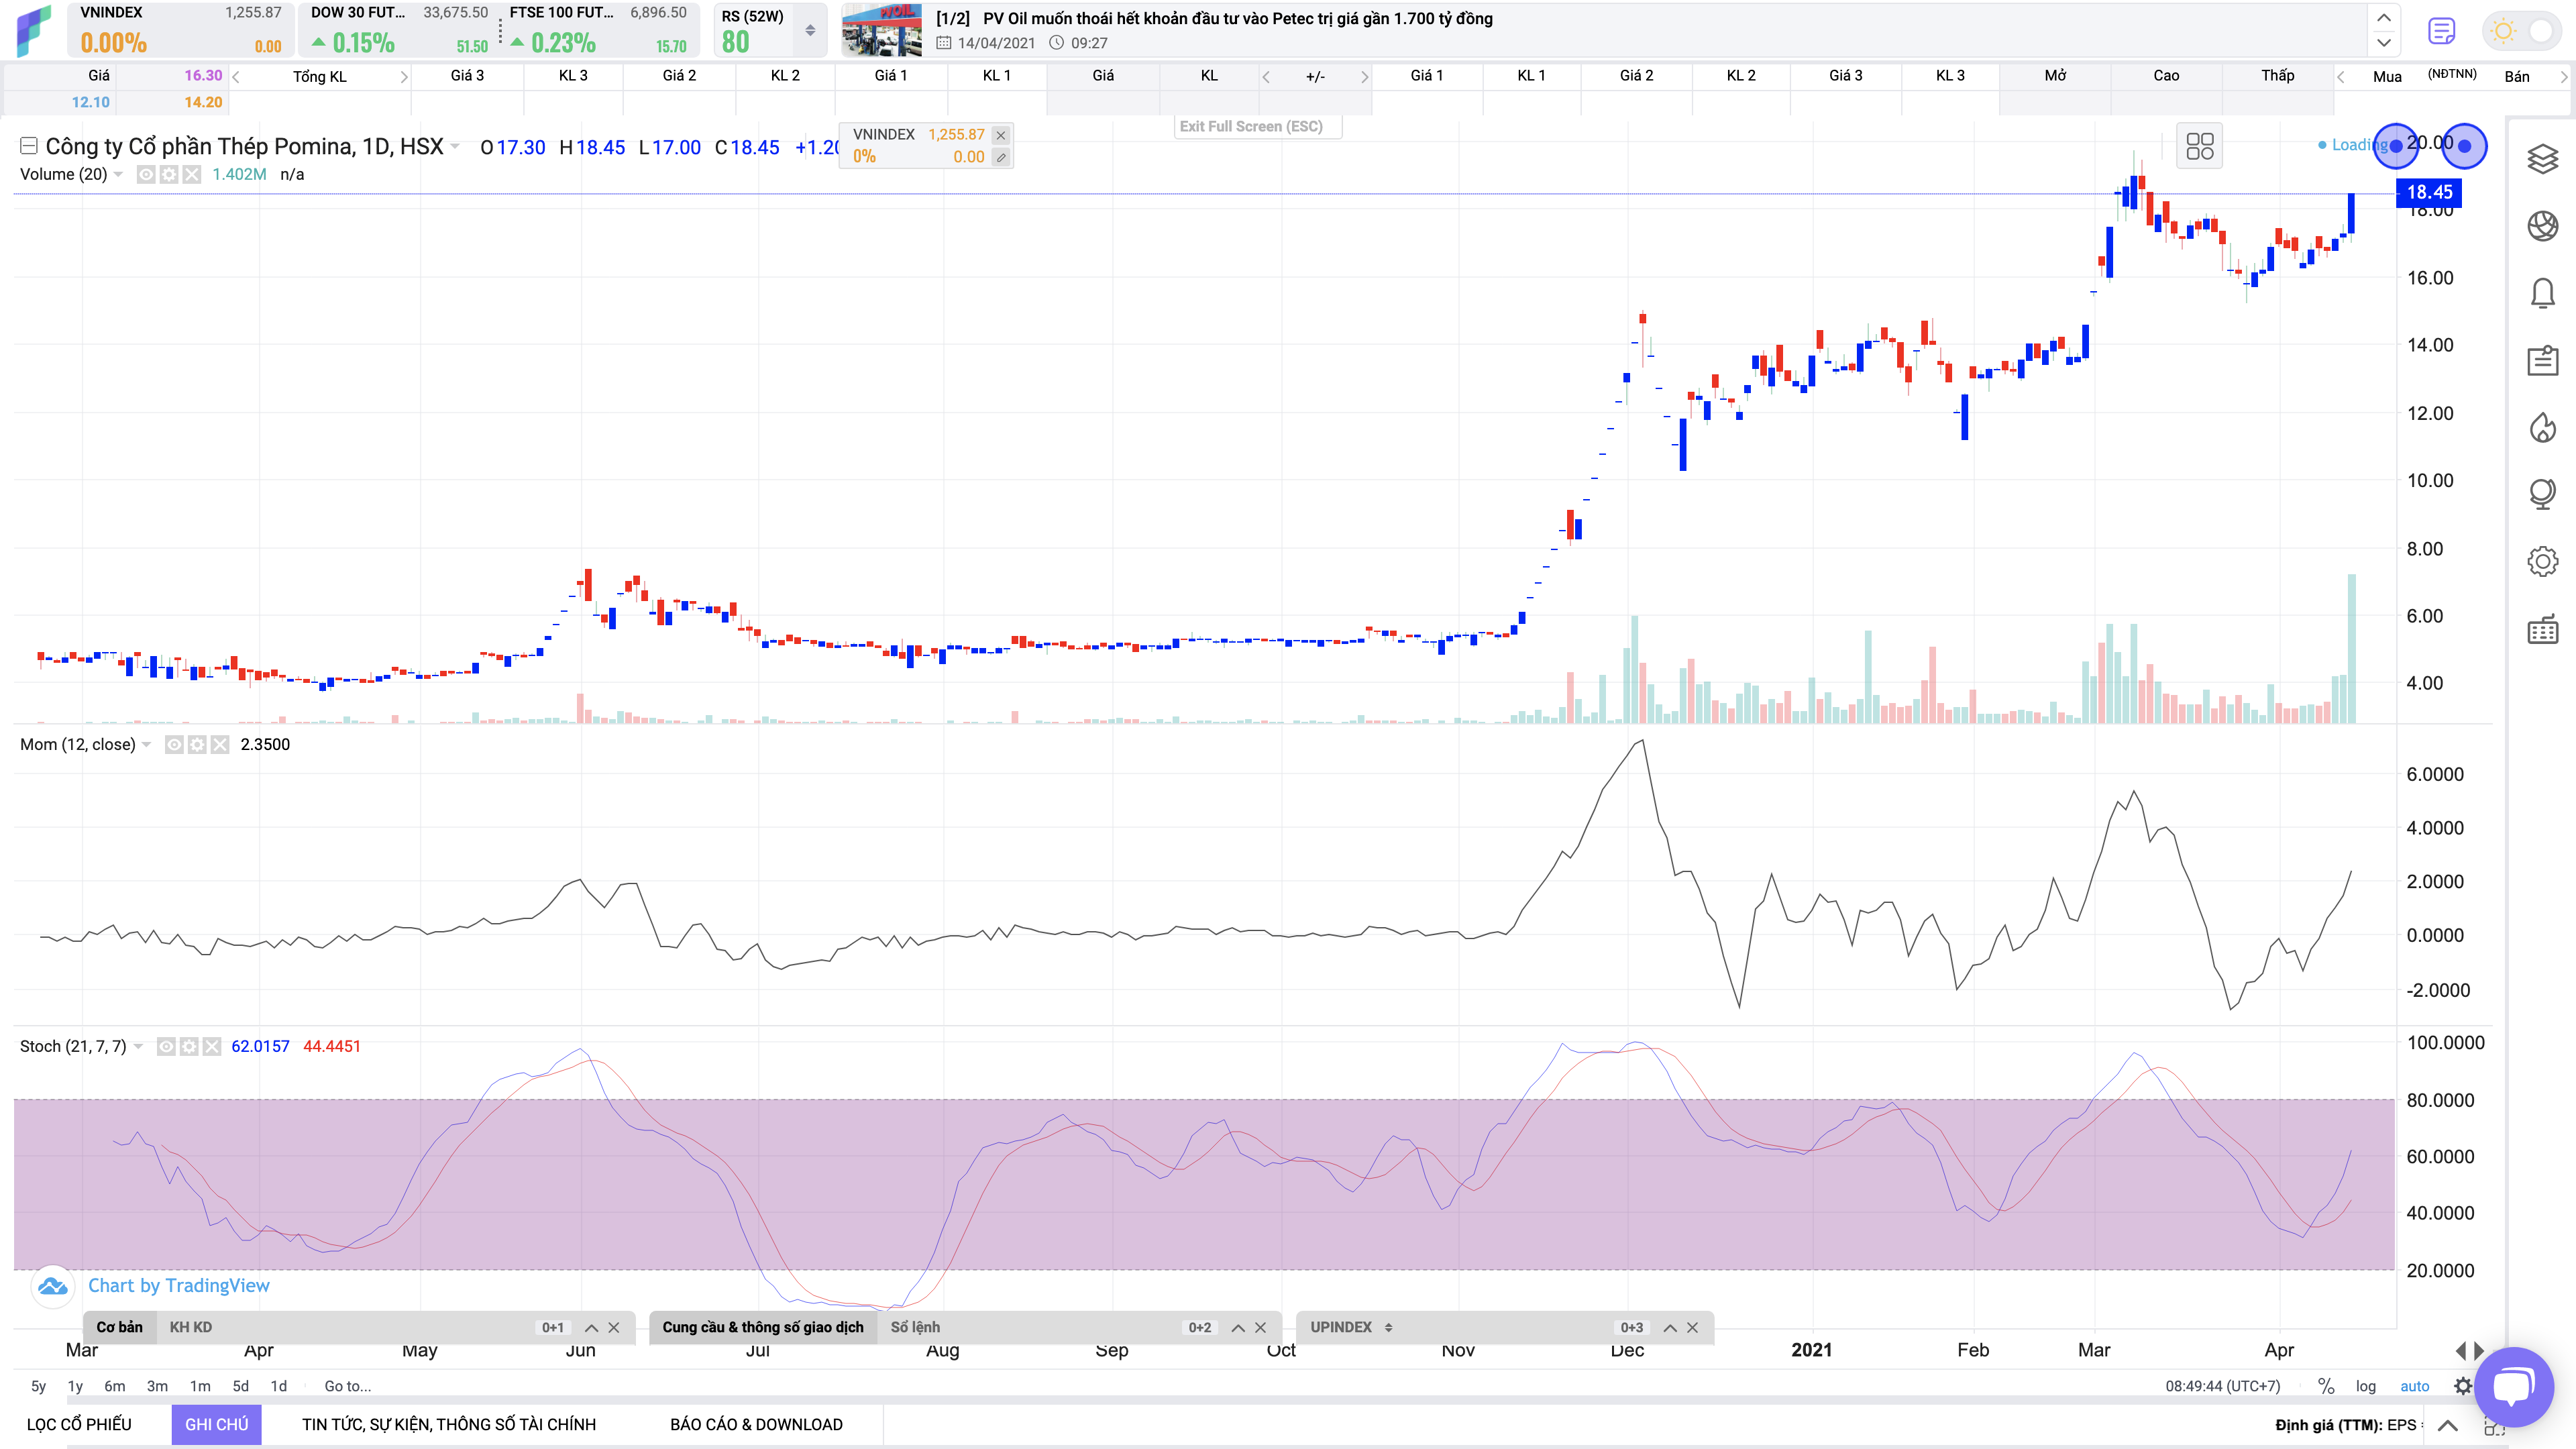 VNINDEX 1,255.87
0.00% 0.00
DOW 30 FUT... 33,675.50
0.15% 51.50
FTSE 100 FUT... 6,896.50
0.23% 15.70
RS (52W)
80
PVOIL
[1/2] PV Oil muốn thoái hết khoản đầu tư vào Petec trị giá gần 1.700 tỷ đồng
14/04/2021 09:27
Giá 16.30 Tổng KL Giá 3 KL 3 Giá 2 KL 2 Giá 1 KL 1 Giá KL +/- Giá 1 KL 1 Giá 2 KL 2 Giá 3 KL 3 Mở Cao Thấp Mua (NĐTNN) Bán
12.10 14.20
Exit Full Screen (ESC)
Công ty Cổ phần Thép Pomina, 1D, HSX O 17.30 H 18.45 L 17.00 C 18.45 +1.20
VNINDEX 1,255.87
0% 0.00
Volume (20) 1.402M n/a
Loading
20.00
18.45
18.00
16.00
14.00
12.00
10.00
8.00
6.00
4.00
Mom (12, close) 2.3500
6.0000
4.0000
2.0000
0.0000
-2.0000
Stoch (21, 7, 7) 62.0157 44.4451
100.0000
80.0000
60.0000
40.0000
20.0000
Chart by TradingView
Cơ bản KH KD 0+1
Cung cầu & thông số giao dịch Sổ lệnh 0+2
UPINDEX 0+3
Mar Apr May Jun Jul Aug Sep Oct Nov Dec 2021 Feb Mar Apr
5y 1y 6m 3m 1m 5d 1d Go to...
08:49:44 (UTC+7) % log auto
LỌC CỔ PHIẾU GHI CHÚ TIN TỨC, SỰ KIỆN, THÔNG SỐ TÀI CHÍNH BÁO CÁO & DOWNLOAD
Định giá (TTM): EPS